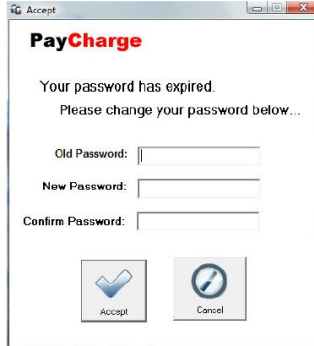 Accept
PayCharge
Your password has expired.
Please change your password below...
Old Password:
New Password:
Confirm Password:
Accept
Cancel